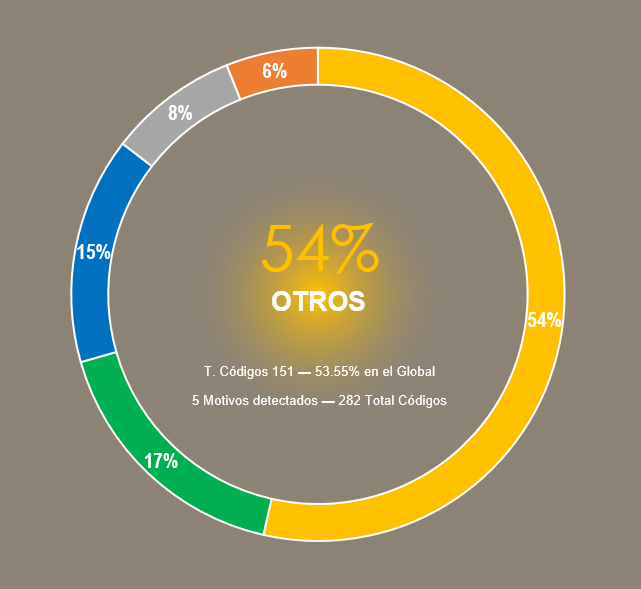 6%
8%
54%
15%
OTROS
54%
T. Códigos 151 — 53.55% en el Global
5 Motivos detectados — 282 Total Códigos
17%